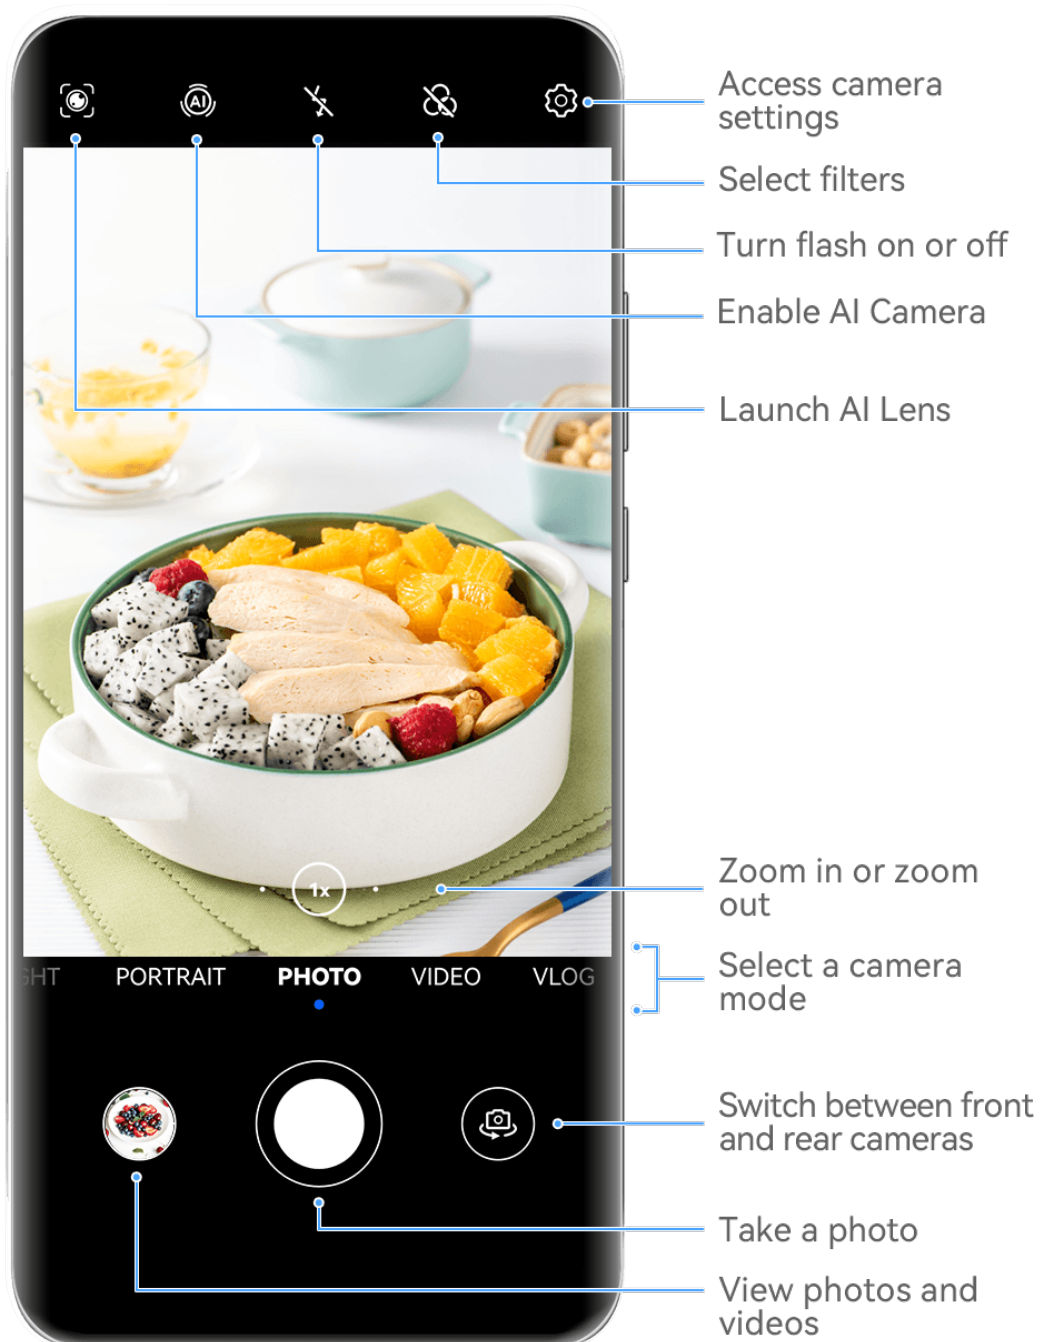 AI
Access camera
settings
Select filters
Turn flash on or off
Enable AI Camera
Launch AI Lens
1x
Zoom in or zoom
out
GHT PORTRAIT PHOTO VIDEO VLOG
Select a camera
mode
Switch between front
and rear cameras
Take a photo
View photos and
videos